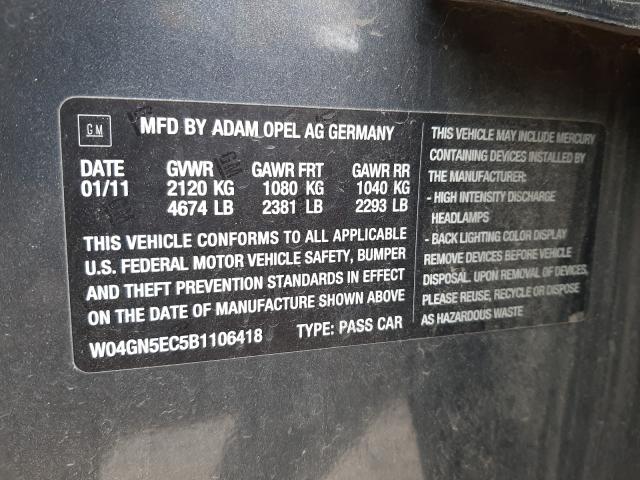 GM
MFD BY ADAM OPEL AG GERMANY
DATE GVWR GAWR FRT GAWR RR
01/11 2120 KG 1080 KG 1040 KG
4674 LB 2381 LB 2293 LB
THIS VEHICLE CONFORMS TO ALL APPLICABLE
U.S. FEDERAL MOTOR VEHICLE SAFETY, BUMPER
AND THEFT PREVENTION STANDARDS IN EFFECT
ON THE DATE OF MANUFACTURE SHOWN ABOVE
W04GN5EC5B1106418 TYPE: PASS CAR
THIS VEHICLE MAY INCLUDE MERCURY
CONTAINING DEVICES INSTALLED BY
THE MANUFACTURER:
- HIGH INTENSITY DISCHARGE
HEADLAMPS
- BACK LIGHTING COLOR DISPLAY
REMOVE DEVICES BEFORE VEHICLE
DISPOSAL. UPON REMOVAL OF DEVICES,
PLEASE REUSE, RECYCLE OR DISPOSE
AS HAZARDOUS WASTE